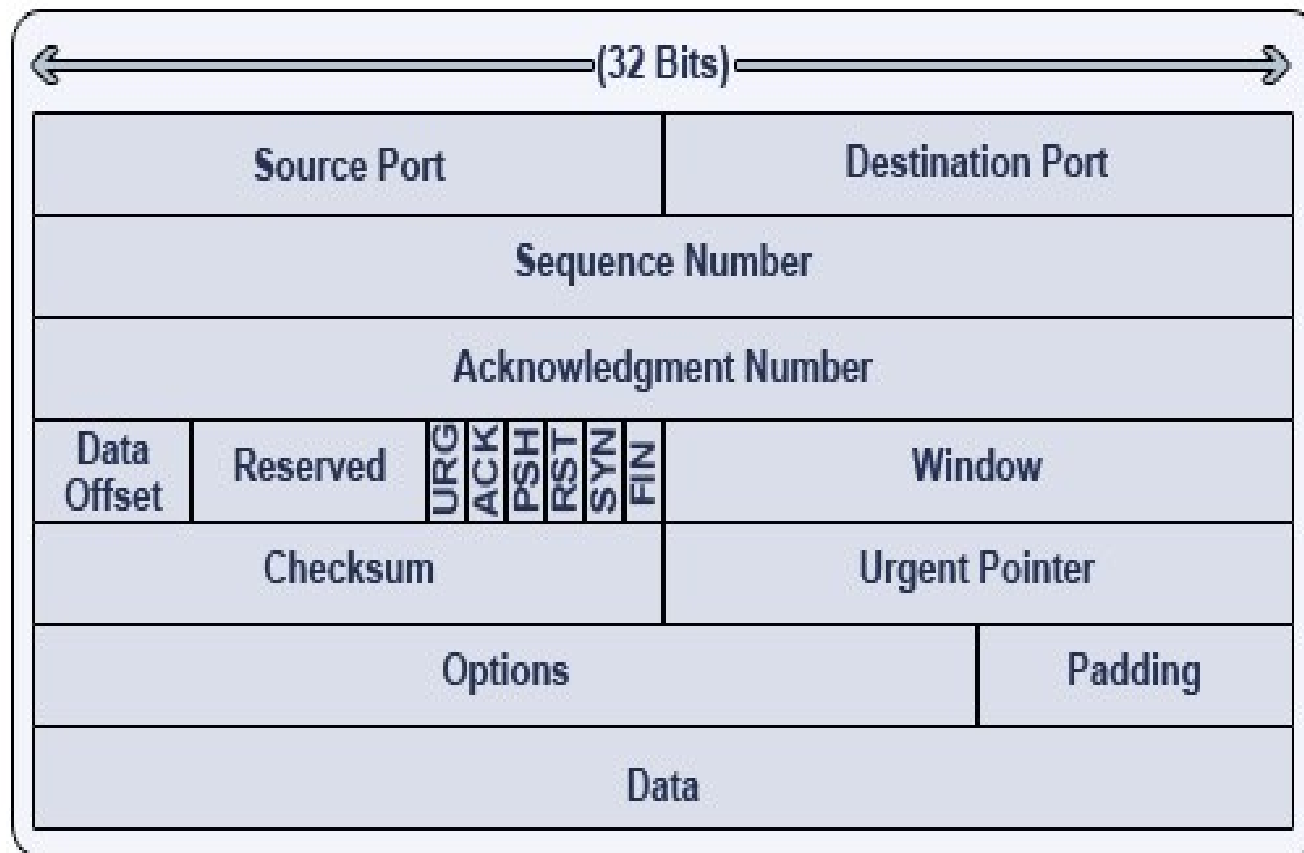 (32 Bits)
Source Port
Destination Port
Sequence Number
Acknowledgment Number
Data
Offset
Reserved
URG
ACK
PSH
RST
SYN
FIN
Window
Checksum
Urgent Pointer
Options
Padding
Data